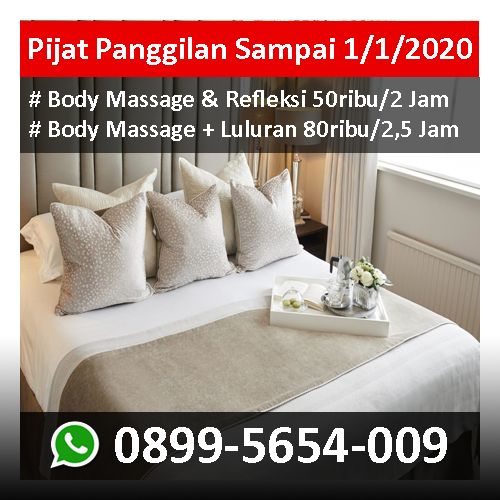 Pijat Panggilan Sampai 1/1/2020
# Body Massage & Refleksi 50ribu/2 Jam
# Body Massage + Luluran 80ribu/2,5 Jam
0899-5654-009